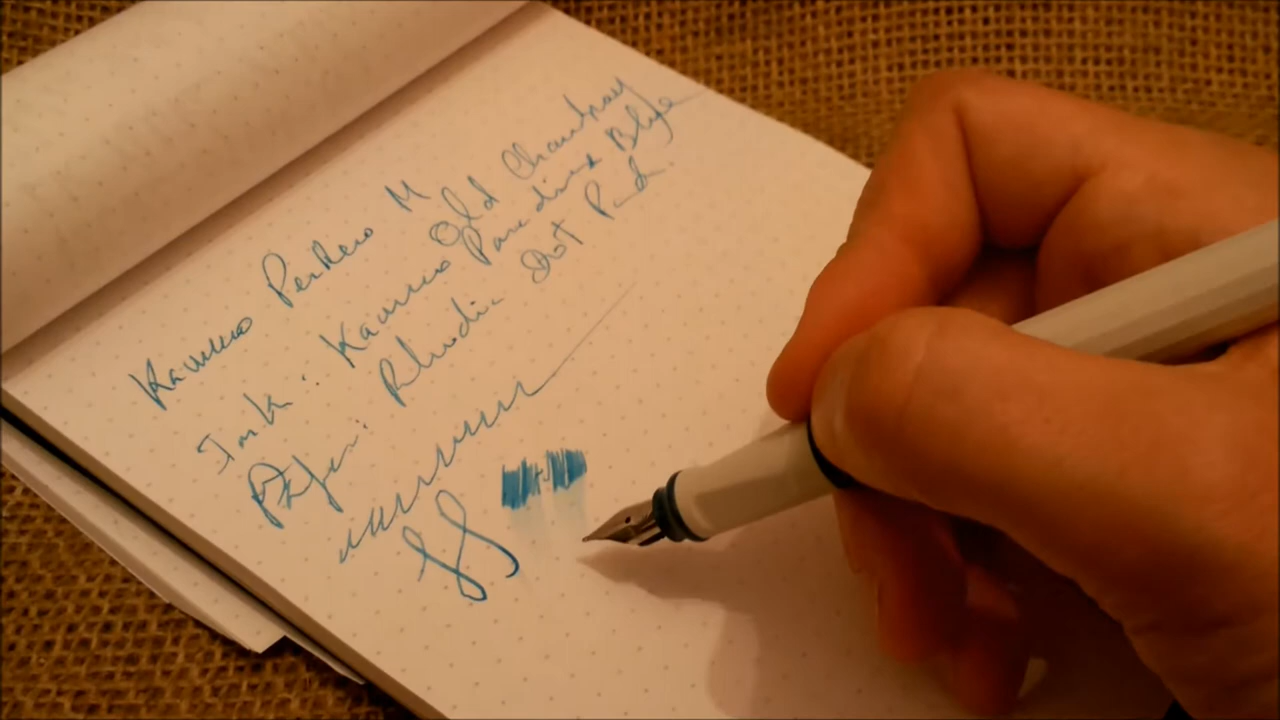 Kaweco Perkeo M
Ink: Kaweco Old Chambray
Paradise Blue
Paper: Rhodia Dot Pad